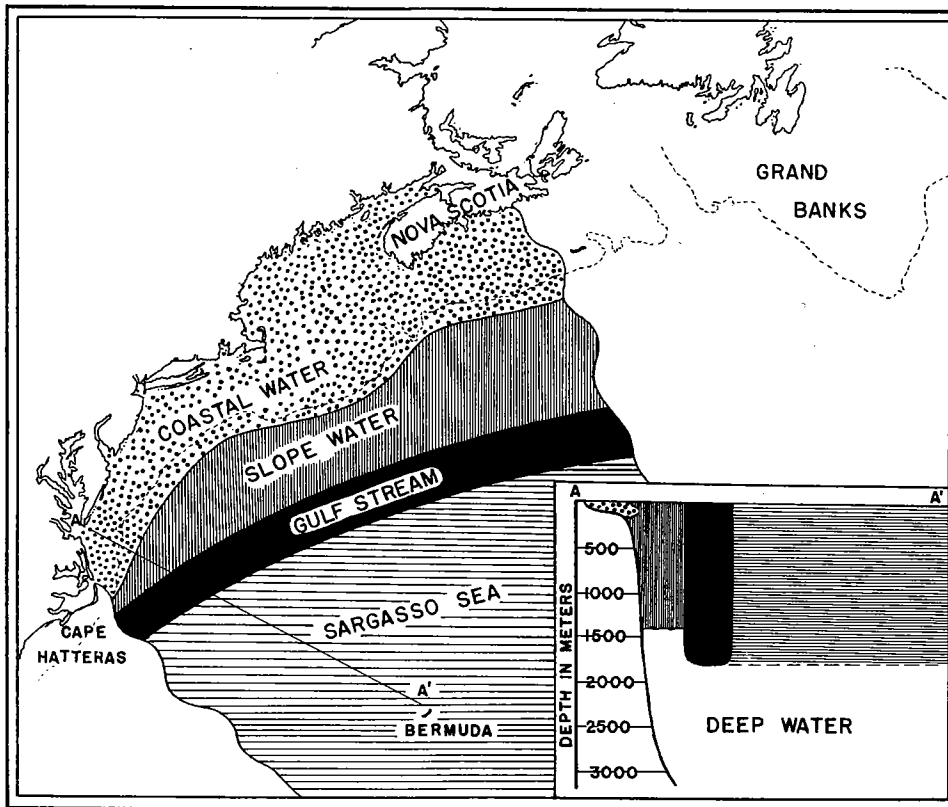 GRAND
BANKS
NOVA SCOTIA
COASTAL WATER
SLOPE WATER
GULF STREAM
SARGASSO SEA
A
CAPE
HATTERAS
A'
BERMUDA
A
A'
500
1000
1500
2000
2500
3000
DEPTH IN METERS
DEEP WATER